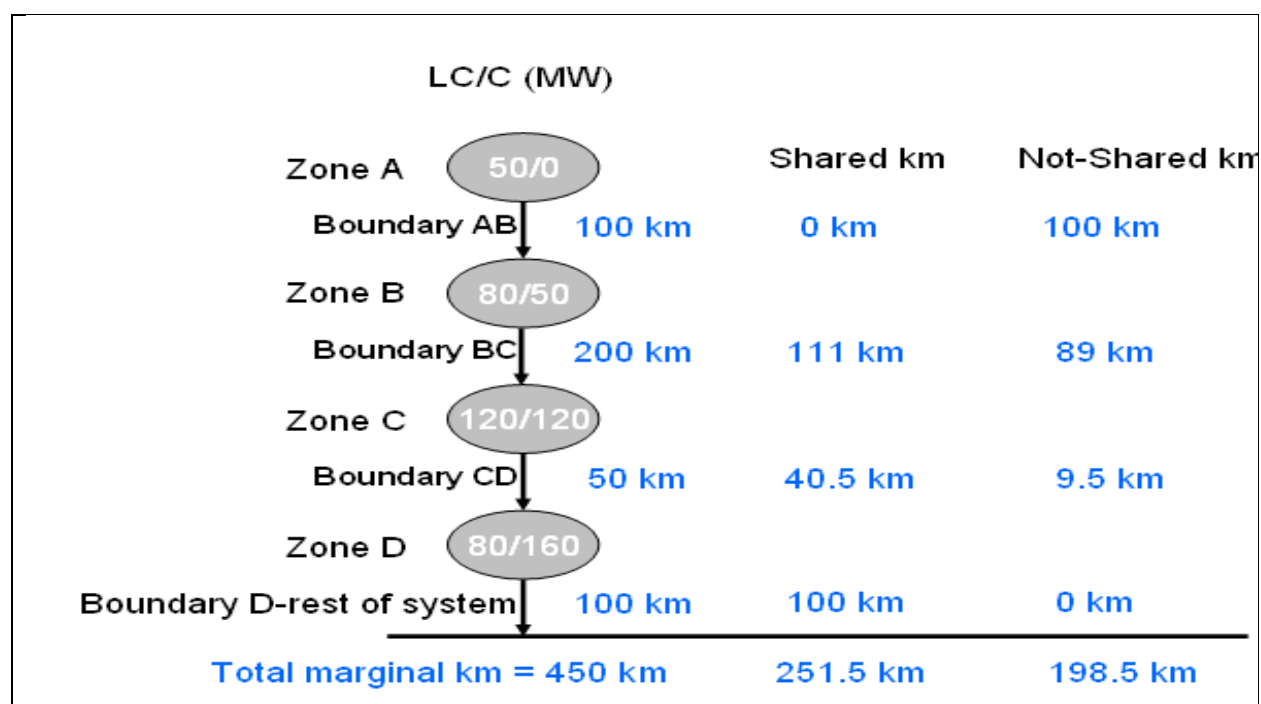 LC/C (MW)
Zone A 50/0 Shared km Not-Shared km
Boundary AB 100 km 0 km 100 km
Zone B 80/50
Boundary BC 200 km 111 km 89 km
Zone C 120/120
Boundary CD 50 km 40.5 km 9.5 km
Zone D 80/160
Boundary D-rest of system 100 km 100 km 0 km
Total marginal km = 450 km 251.5 km 198.5 km